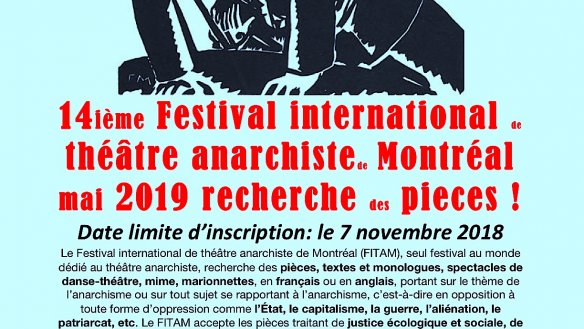 14ième Festival international de
théâtre anarchiste de Montréal
mai 2019 recherche des pieces !
Date limite d'inscription: le 7 novembre 2018
Le Festival international de théâtre anarchiste de Montréal (FITAM), seul festival au monde
dédié au théâtre anarchiste, recherche des pièces, textes et monologues, spectacles de
danse-théâtre, mime, marionnettes, en français ou en anglais, portant sur le thème de
l'anarchisme ou sur tout sujet se rapportant à l'anarchisme, c'est-à-dire en opposition à
toute forme d'oppression comme l'État, le capitalisme, la guerre, l'aliénation, le
patriarcat, etc. Le FITAM accepte les pièces traitant de justice écologique et sociale, de